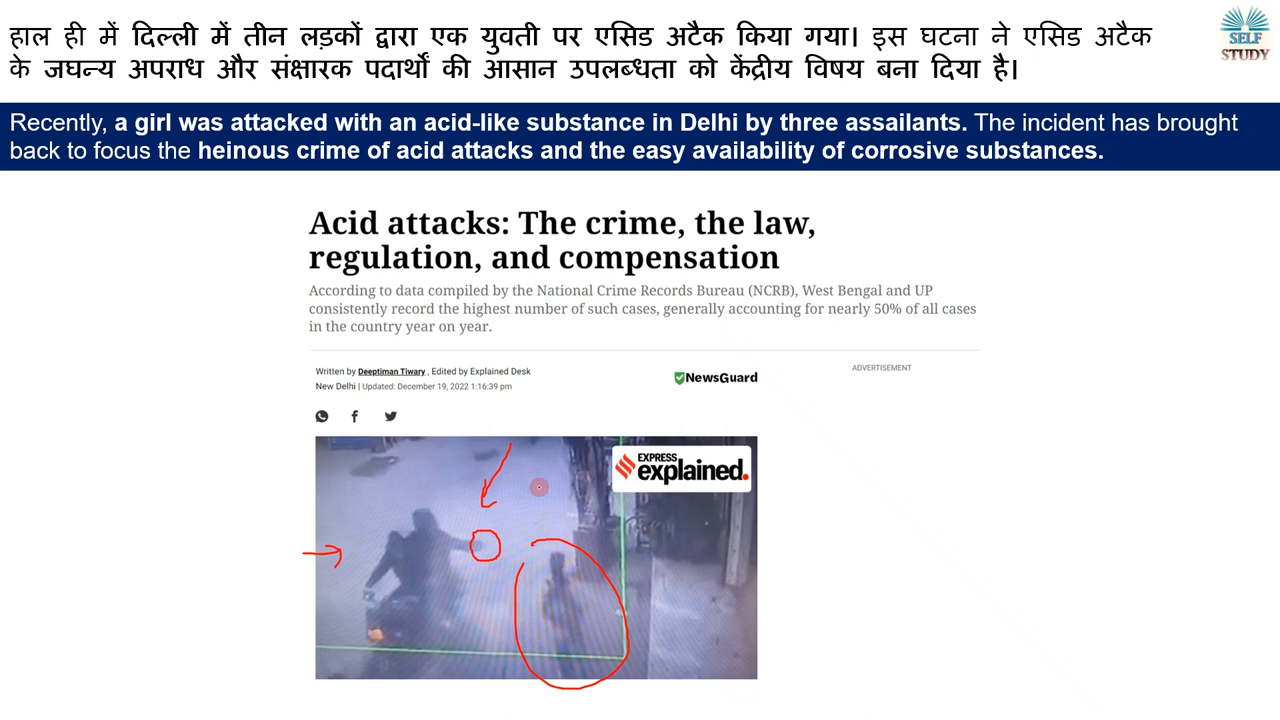 हाल ही में दिल्ली में तीन लड़कों द्वारा एक युवती पर एसिड अटैक किया गया। इस घटना ने एसिड अटैक
के जघन्य अपराध और संक्षारक पदार्थों की आसान उपलब्धता को केंद्रीय विषय बना दिया है।
SELF
STUDY
Recently, a girl was attacked with an acid-like substance in Delhi by three assailants. The incident has brought
back to focus the heinous crime of acid attacks and the easy availability of corrosive substances.
Acid attacks: The crime, the law,
regulation, and compensation
According to data compiled by the National Crime Records Bureau (NCRB), West Bengal and UP
consistently record the highest number of such cases, generally accounting for nearly 50% of all cases
in the country year on year.
Written by Deeptiman Tiwary , Edited by Explained Desk
New Delhi | Updated: December 19, 2022 1:16:39 pm
NewsGuard
ADVERTISEMENT
EXPRESS
explained.